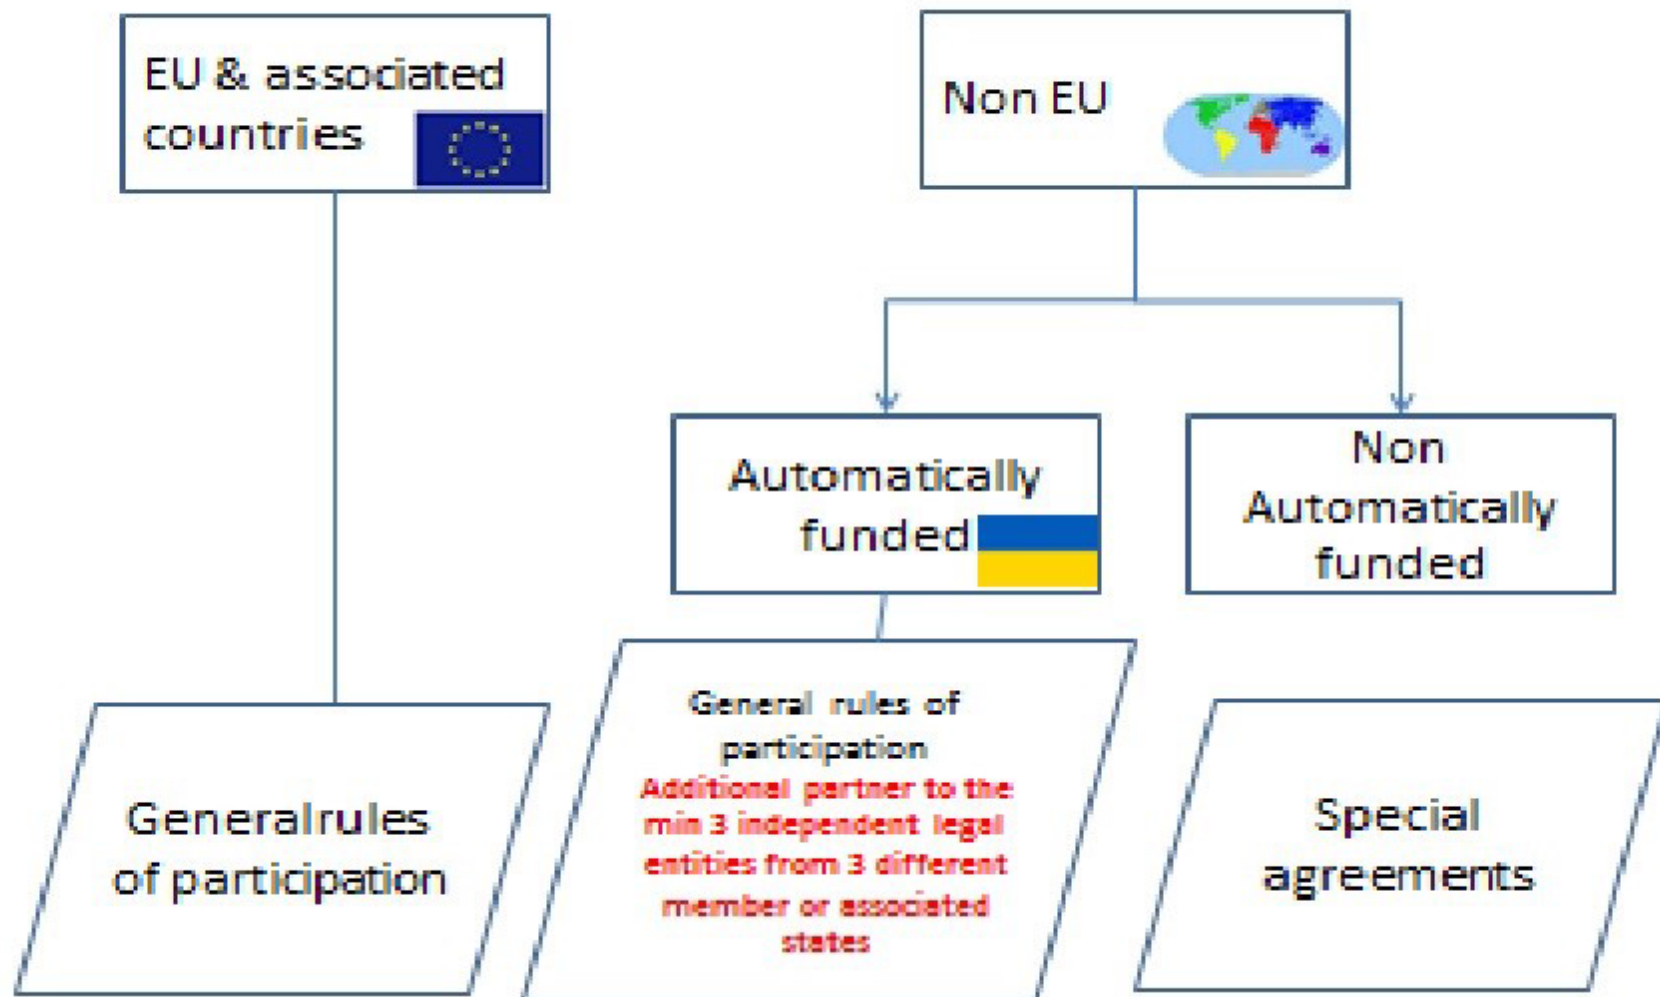 EU & associated
countries
Non EU
Automatically
funded
Non
Automatically
funded
Generalrules
of participation
General rules of
participation
Additional partner to the
min 3 independent legal
entities from 3 different
member or associated
states
Special
agreements